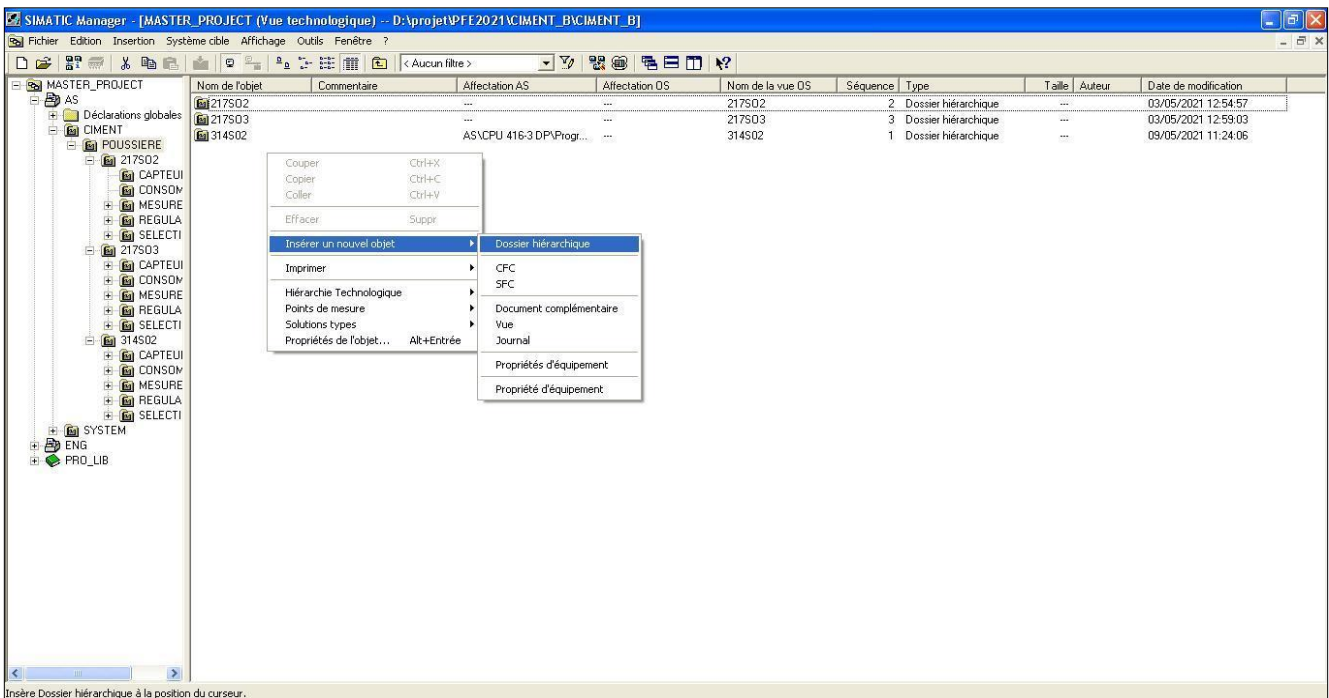 SIMATIC Manager - [MASTER_PROJECT (Vue technologique) -- D:\projet\PFE2021\CIMENT_B\CIMENT_B]
Fichier Edition Insertion Système cible Affichage Outils Fenêtre ?
< Aucun filtre >
MASTER_PROJECT
AS
Déclarations globales
CIMENT
POUSSIERE
217S02
CAPTEUI
CONSOM
MESURE
REGULA
SELECTI
217S03
CAPTEUI
CONSOM
MESURE
REGULA
SELECTI
314S02
CAPTEUI
CONSOM
MESURE
REGULA
SELECTI
SYSTEM
ENG
PRO_LIB
Nom de l'objet Commentaire Affectation AS Affectation OS Nom de la vue OS Séquence Type Taille Auteur Date de modification
217S02 --- --- 217S02 2 Dossier hiérarchique --- 03/05/2021 12:54:57
217S03 --- --- 217S03 3 Dossier hiérarchique --- 03/05/2021 12:59:03
314S02 AS\CPU 416-3 DP\Progr... --- 314S02 1 Dossier hiérarchique --- 09/05/2021 11:24:06
Couper Ctrl+X
Copier Ctrl+C
Coller Ctrl+V
Effacer Suppr
Insérer un nouvel objet
Imprimer
Hiérarchie Technologique
Points de mesure
Solutions types
Propriétés de l'objet... Alt+Entrée
Dossier hiérarchique
CFC
SFC
Document complémentaire
Vue
Journal
Propriétés d'équipement
Propriété d'équipement
Insère Dossier hiérarchique à la position du curseur.